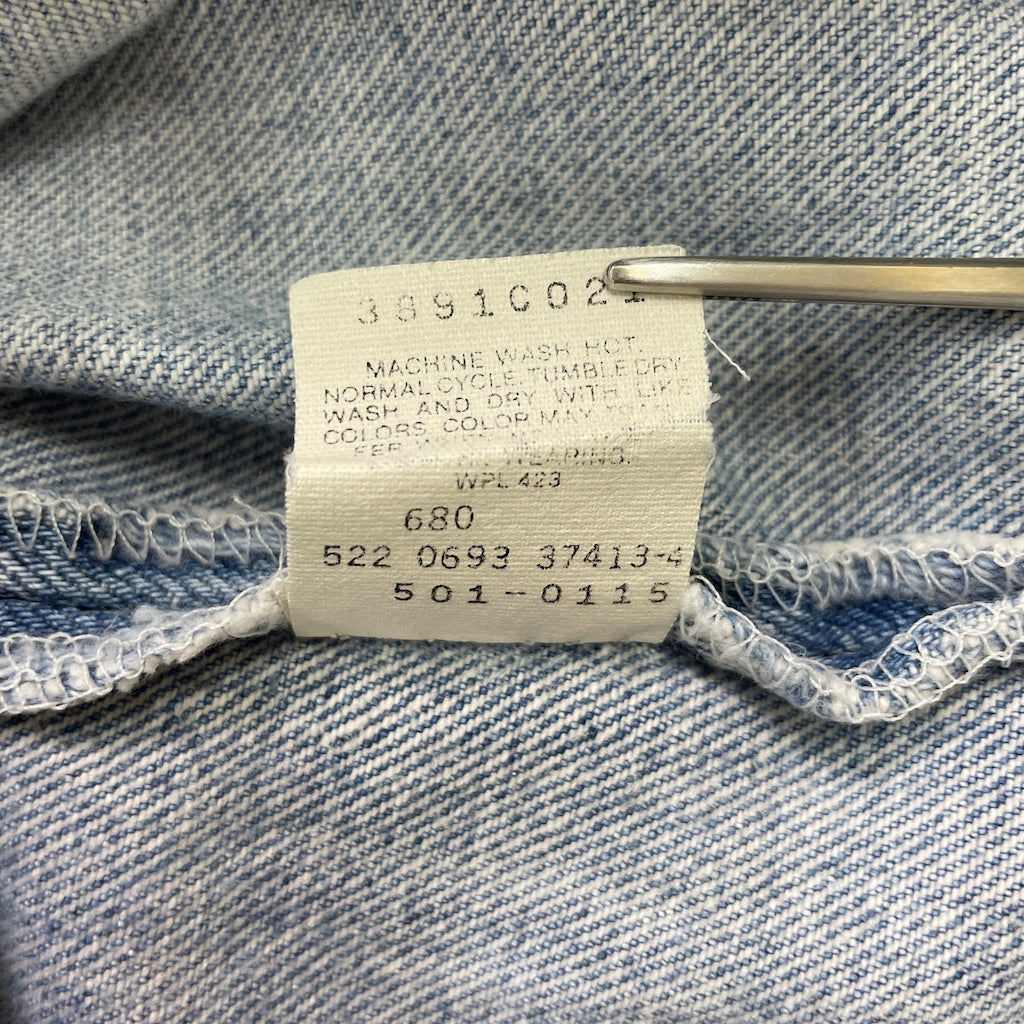 3891C021
MACHINE WASH HOT.
NORMAL CYCLE. TUMBLE DRY
WASH AND DRY WITH LIKE
COLORS. COLOR MAY
WEARING.
WPL 423
680
522 0693 37413-4
501-0115